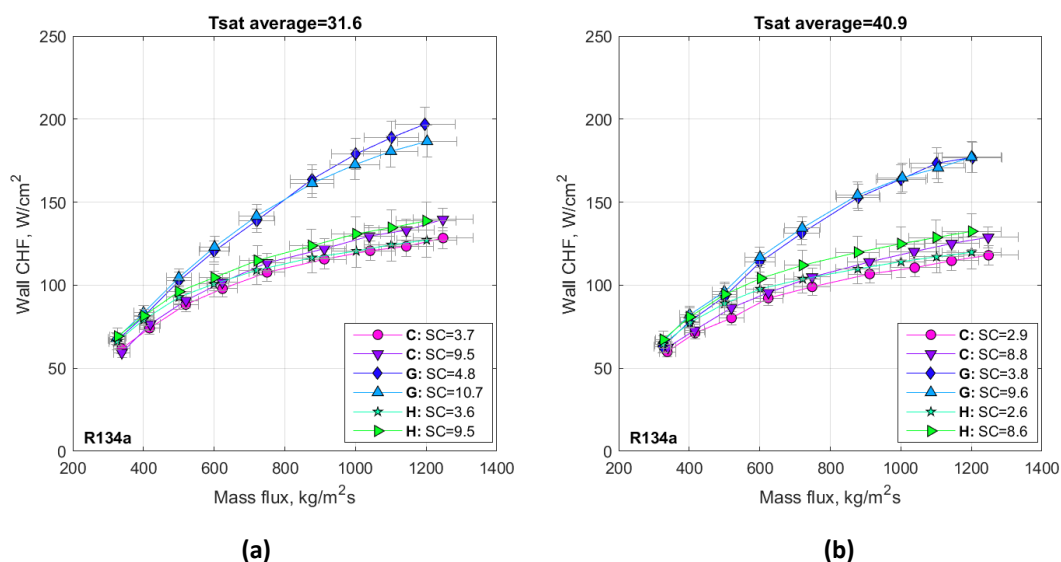 Tsat average=31.6
250
200
150
100
50
0
200
400
600
800
1000
1200
1400
Wall CHF, W/cm²
Mass flux, kg/m²s
R134a
C: SC=3.7
C: SC=9.5
G: SC=4.8
G: SC=10.7
H: SC=3.6
H: SC=9.5
(a)
Tsat average=40.9
250
200
150
100
50
0
200
400
600
800
1000
1200
1400
Wall CHF, W/cm²
Mass flux, kg/m²s
R134a
C: SC=2.9
C: SC=8.8
G: SC=3.8
G: SC=9.6
H: SC=2.6
H: SC=8.6
(b)